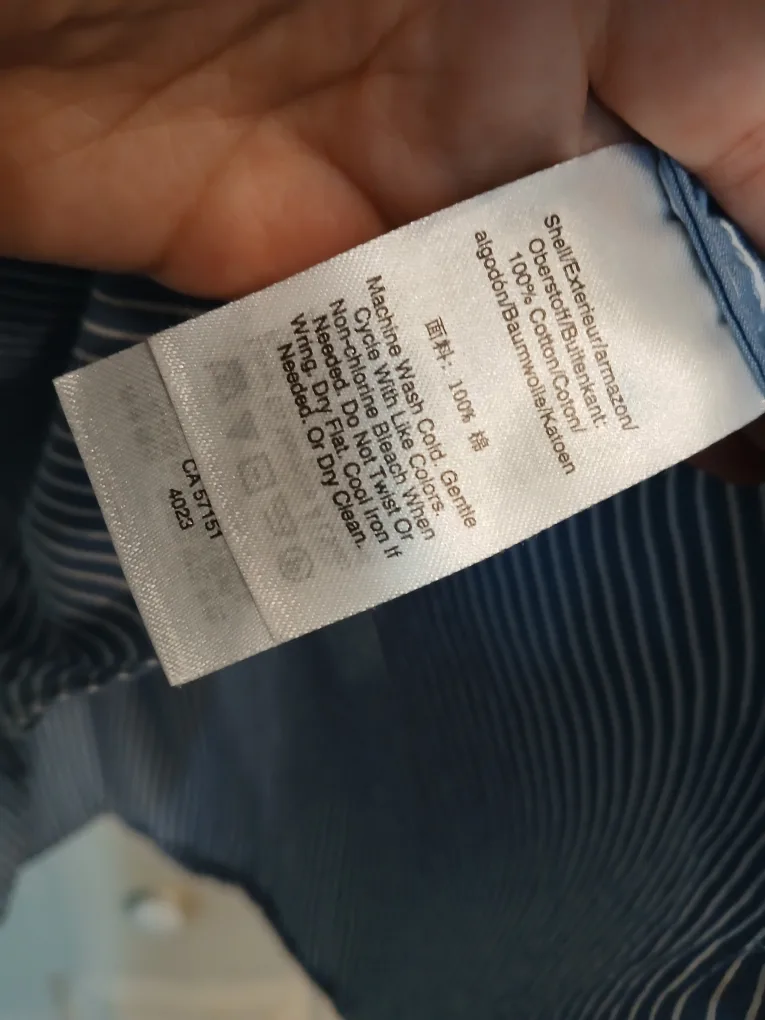 Shell/Exterieur/armazon/
Oberstoff/Buitenkant:
100% Cotton/Coton/
algodón/Baumwolle/Katoen
面料: 100% 棉
Machine Wash Cold. Gentle
Cycle With Like Colors.
Non-chlorine Bleach When
Needed. Do Not Twist Or
Wring. Dry Flat. Cool Iron If
Needed. Or Dry Clean.
CA 57151
4023